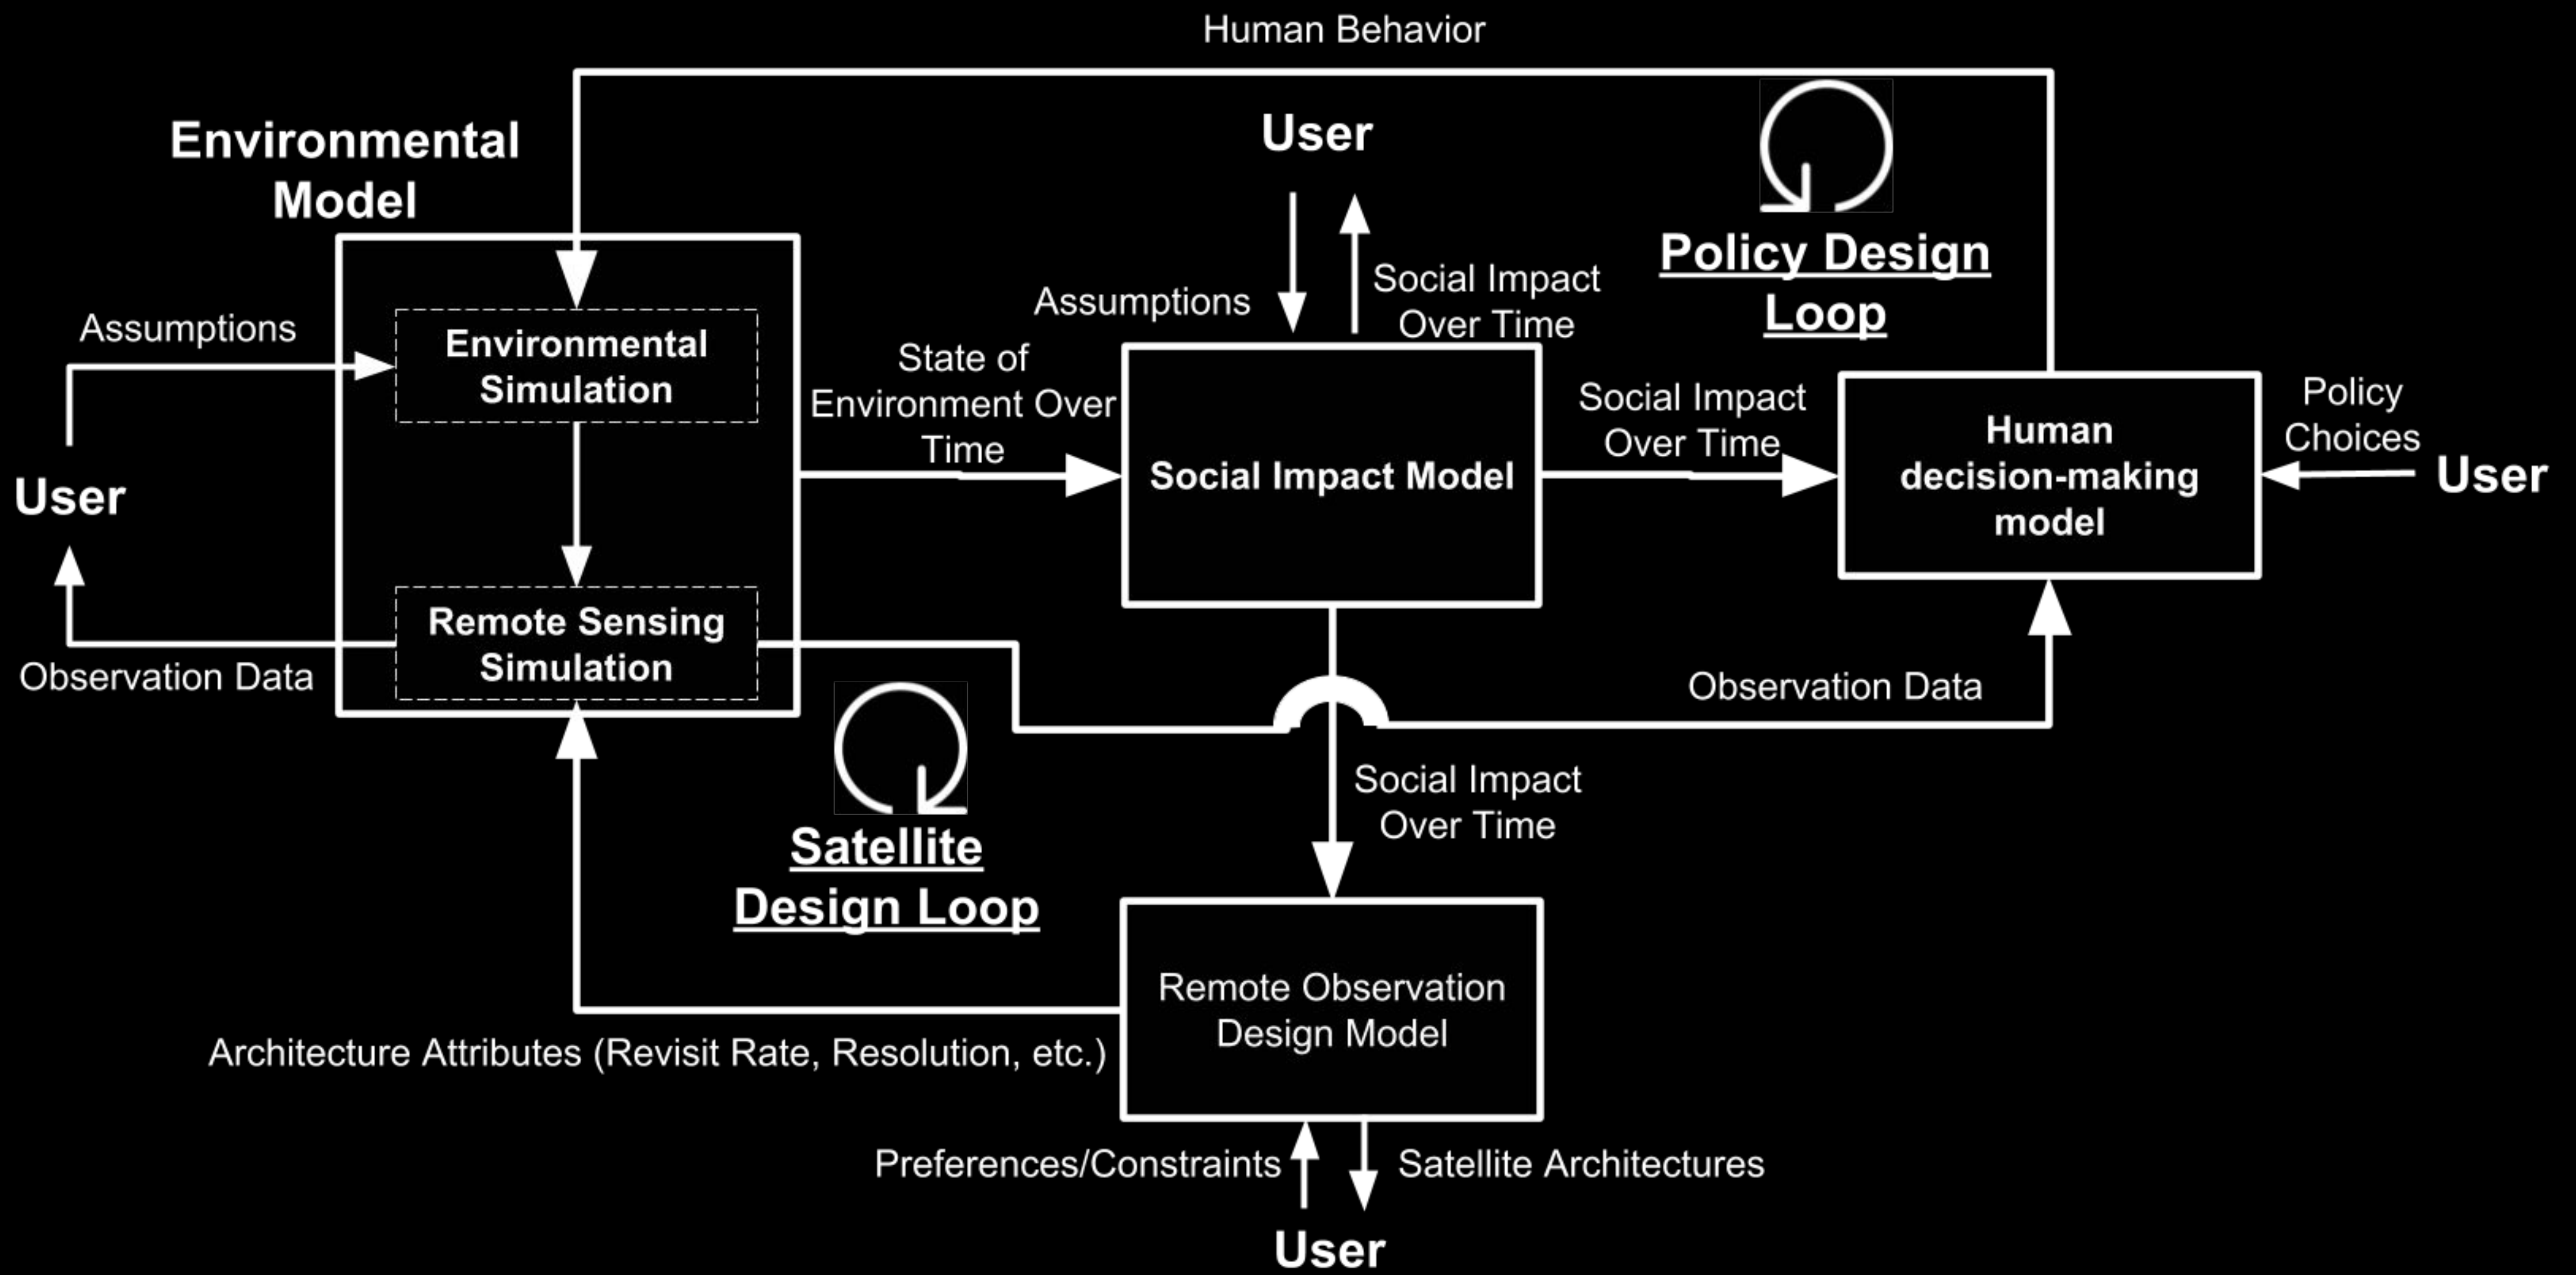 Human Behavior
Environmental
Model
User
Assumptions
Social Impact
Over Time
Policy Design
Loop
Assumptions
Environmental
Simulation
State of
Environment Over
Time
Social Impact Model
Social Impact
Over Time
Human
decision-making
model
Policy
Choices
User
User
Remote Sensing
Simulation
Observation Data
Observation Data
Satellite
Design Loop
Social Impact
Over Time
Remote Observation
Design Model
Architecture Attributes (Revisit Rate, Resolution, etc.)
Preferences/Constraints
Satellite Architectures
User